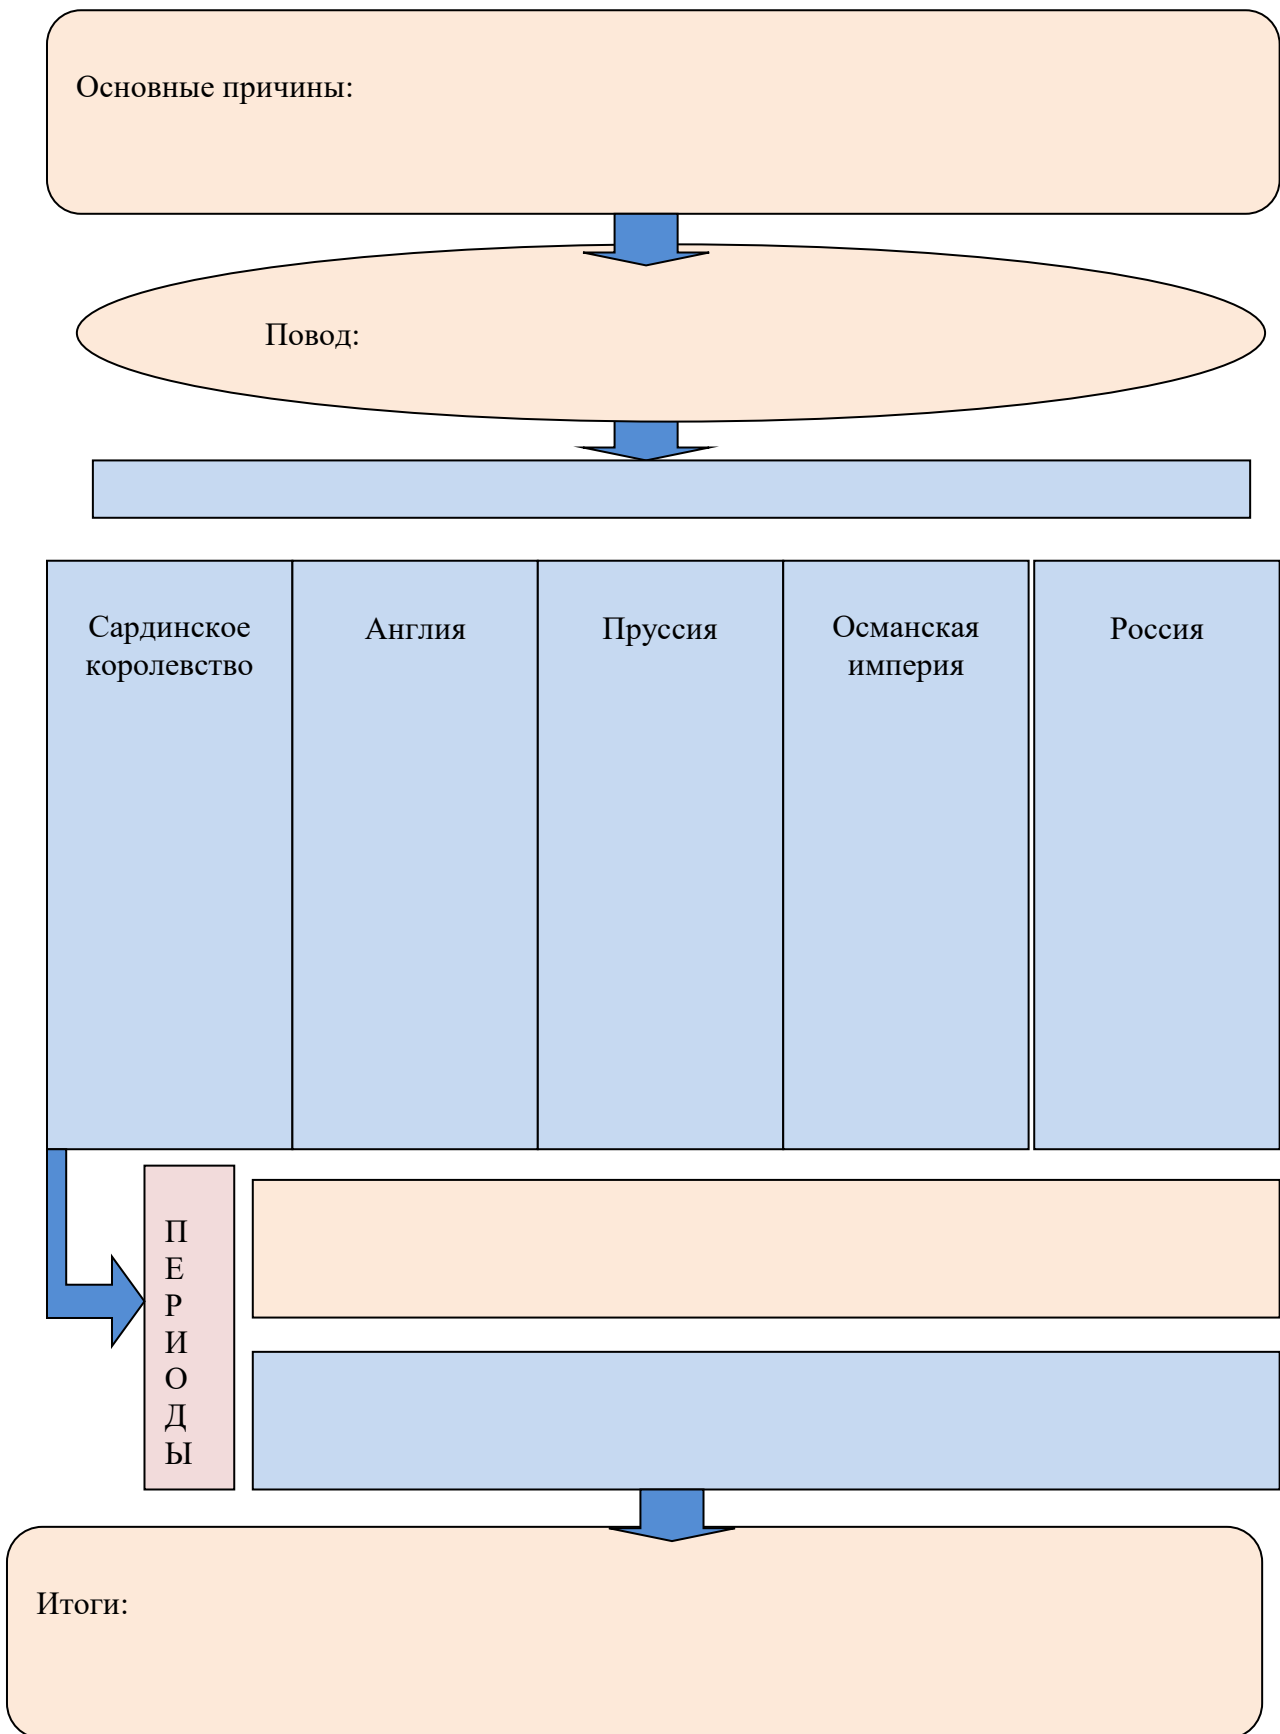 Основные причины:
Повод:
Сардинское
королевство
Англия
Пруссия
Османская
империя
Россия
П
Е
Р
И
О
Д
Ы
Итоги: